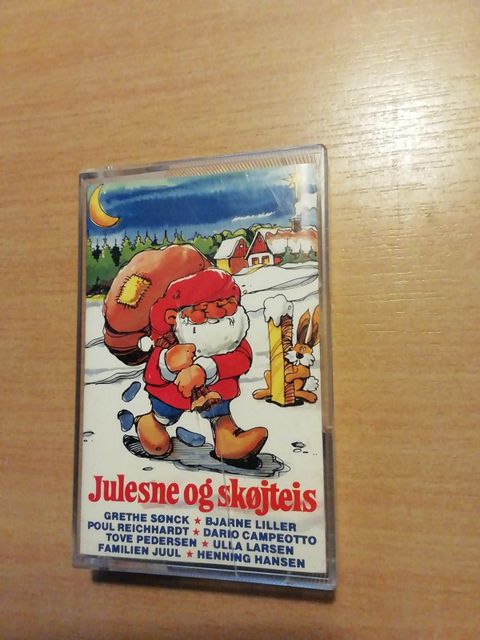 Julesne og skøjteis
GRETHE SØNCK ★ BJARNE LILLER
POUL REICHHARDT ★ DARIO CAMPEOTTO
TOVE PEDERSEN ★ ULLA LARSEN
FAMILIEN JUUL ★ HENNING HANSEN